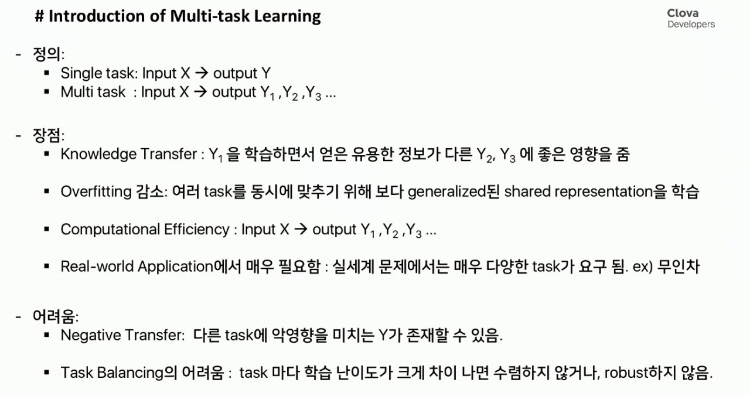 # Introduction of Multi-task Learning
Clova
Developers
- 정의:
▪ Single task: Input X → output Y
▪ Multi task : Input X → output Y₁ ,Y₂ ,Y₃ ...
- 장점:
▪ Knowledge Transfer : Y₁ 을 학습하면서 얻은 유용한 정보가 다른 Y₂, Y₃ 에 좋은 영향을 줌
▪ Overfitting 감소: 여러 task를 동시에 맞추기 위해 보다 generalized된 shared representation을 학습
▪ Computational Efficiency : Input X → output Y₁ ,Y₂ ,Y₃ ...
▪ Real-world Application에서 매우 필요함 : 실세계 문제에서는 매우 다양한 task가 요구 됨. ex) 무인차
- 어려움:
▪ Negative Transfer: 다른 task에 악영향을 미치는 Y가 존재할 수 있음.
▪ Task Balancing의 어려움 : task 마다 학습 난이도가 크게 차이 나면 수렴하지 않거나, robust하지 않음.